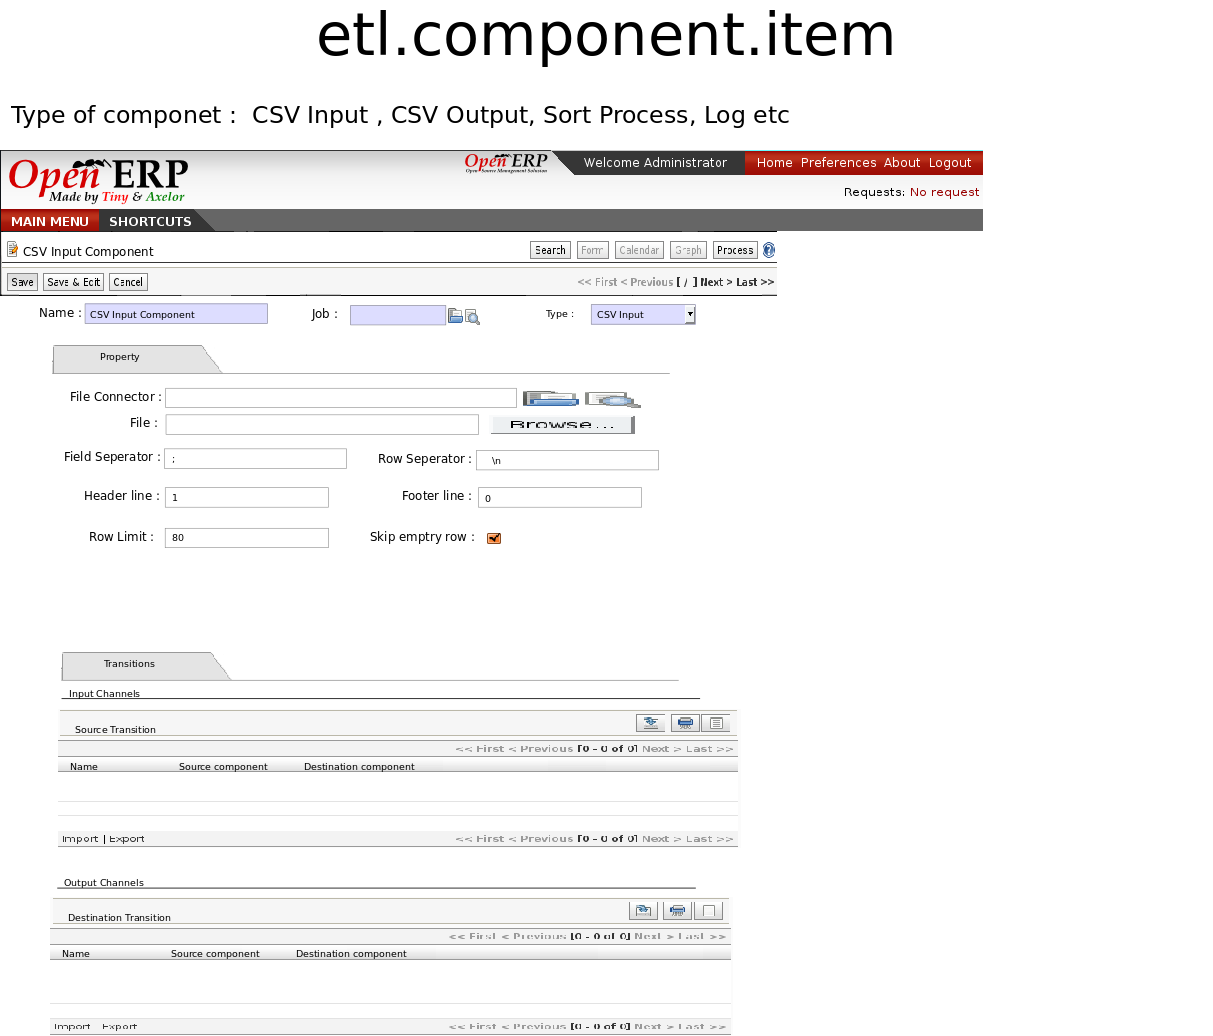 etl.component.item
Type of componet : CSV Input , CSV Output, Sort Process, Log etc
Open ERP
Made by Tiny & Axelor
Open ERP
Open Source Management Solution
Welcome Administrator
Home Preferences About Logout
Requests: No request
MAIN MENU SHORTCUTS
CSV Input Component
Search Form Calendar Graph Process
Save Save & Edit Cancel
<< First < Previous [ / ] Next > Last >>
Name : CSV Input Component Job : Type : CSV Input
Property
File Connector :
File : Browse...
Field Seperator : ; Row Seperator : \n
Header line : 1 Footer line : 0
Row Limit : 80 Skip emptry row :
Transitions
Input Channels
Source Transition
<< First < Previous [0 - 0 of 0] Next > Last >>
Name Source component Destination component
Import | Export << First < Previous [0 - 0 of 0] Next > Last >>
Output Channels
Destination Transition
<< First < Previous [0 - 0 of 0] Next > Last >>
Name Source component Destination component
Import Export << First < Previous [0 - 0 of 0] Next > Last >>